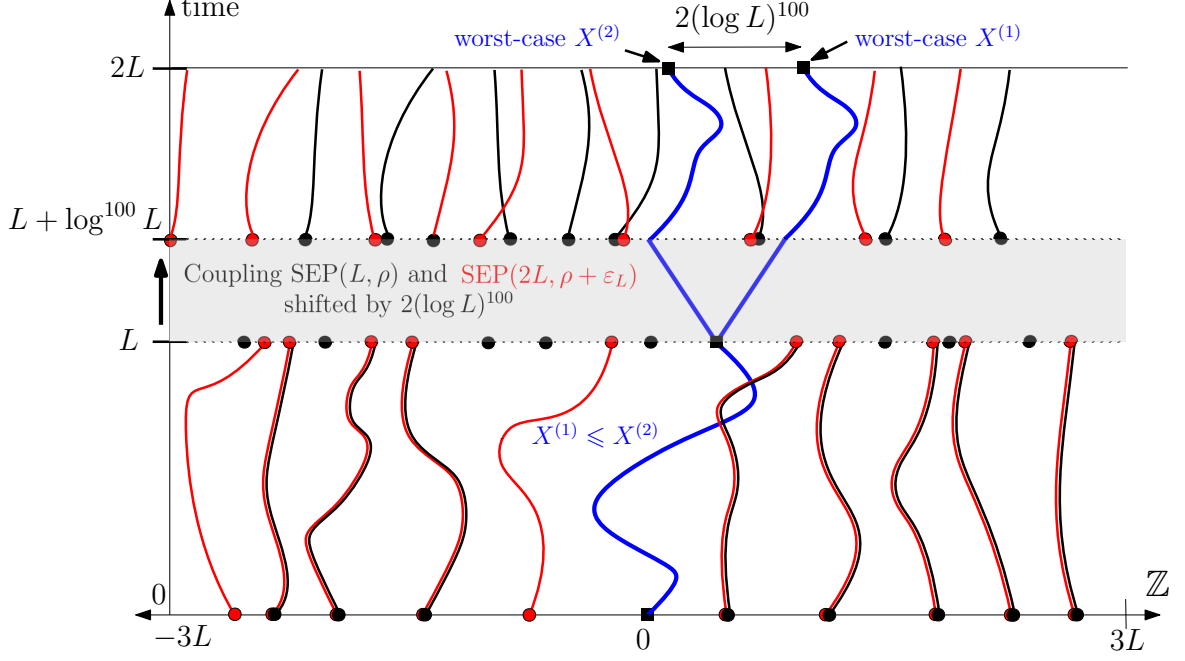 time
2(log L)^{100}
worst-case X^{(2)}
worst-case X^{(1)}
2L
L + log^{100} L
Coupling SEP(L, ρ) and SEP(2L, ρ + ε_L)
shifted by 2(log L)^{100}
L
X^{(1)} ⩽ X^{(2)}
0
ℤ
−3L
0
3L